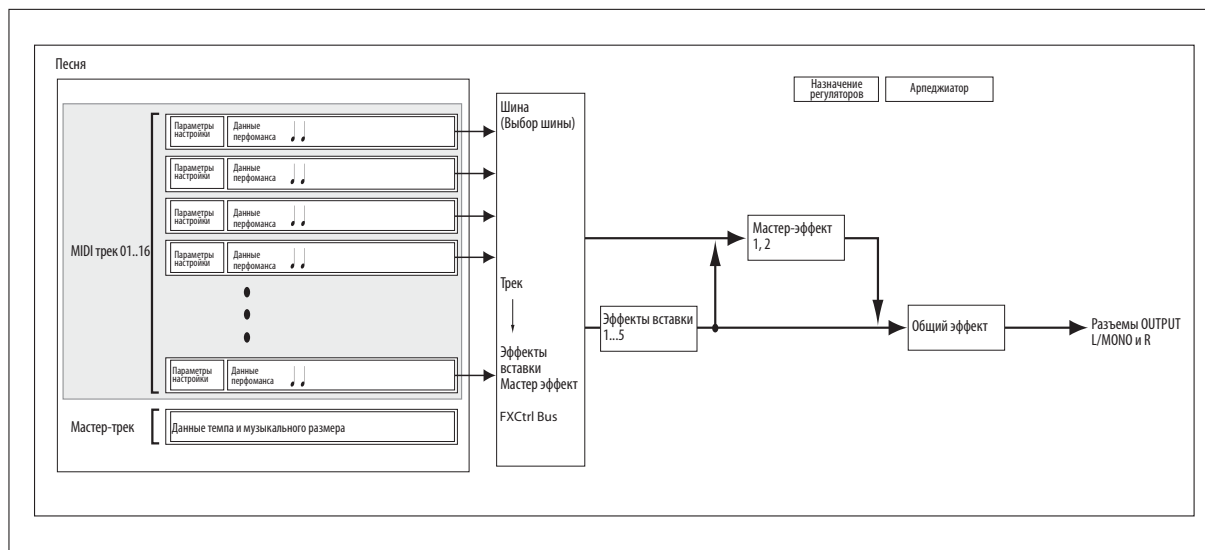 Песня
Назначение
регуляторов
Арпеджиатор
MIDI трек 01..16
Параметры
настройки
Данные
перфоманса
Параметры
настройки
Данные
перфоманса
Параметры
настройки
Данные
перфоманса
Параметры
настройки
Данные
перфоманса
Параметры
настройки
Данные
перфоманса
Мастер-трек
Данные темпа и музыкального размера
Шина
(Выбор шины)
Трек
Эффекты
вставки
Мастер эффект
FXCtrl Bus
Эффекты вставки
1...5
Мастер-эффект
1, 2
Общий эффект
Разъемы OUTPUT
L/MONO и R